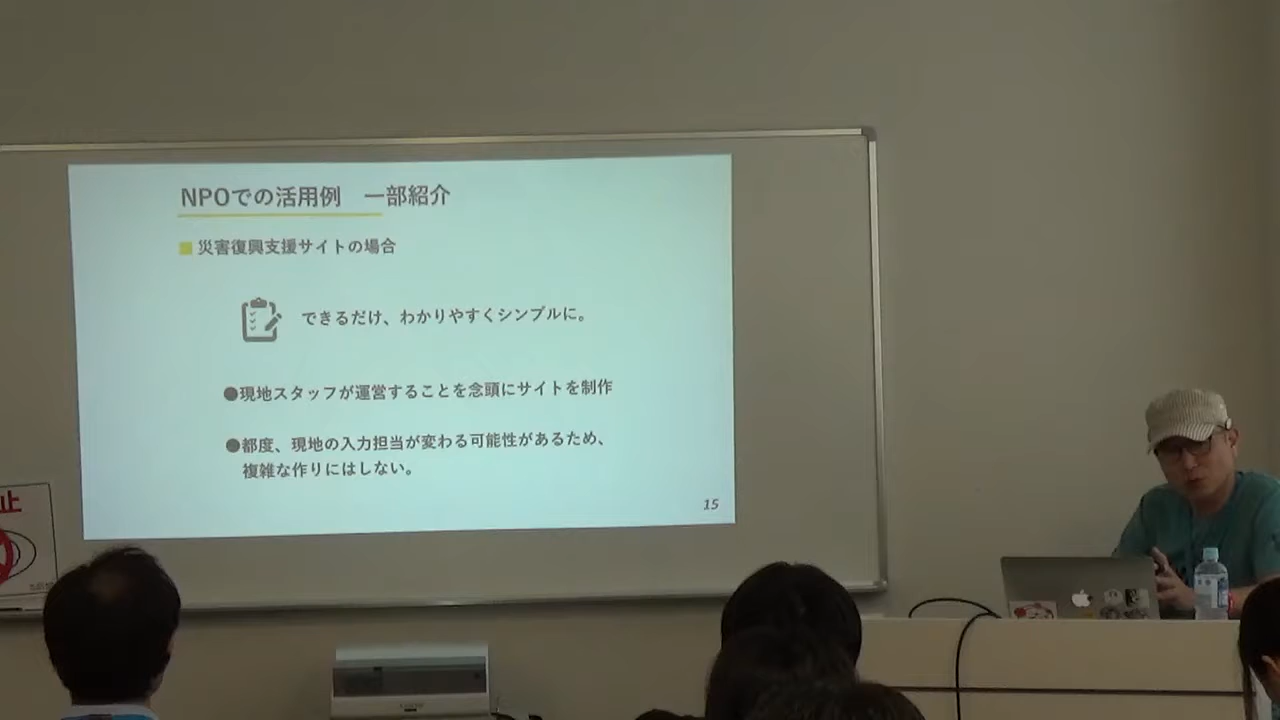 NPOでの活用例　一部紹介
災害復興支援サイトの場合
できるだけ、わかりやすくシンプルに。
●現地スタッフが運営することを念頭にサイトを制作
●都度、現地の入力担当が変わる可能性があるため、
複雑な作りにはしない。
15
止